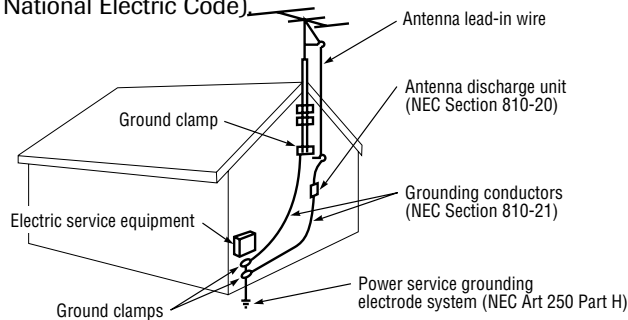 National Electric Code).
Antenna lead-in wire
Antenna discharge unit
(NEC Section 810-20)
Ground clamp
Grounding conductors
(NEC Section 810-21)
Electric service equipment
Power service grounding
electrode system (NEC Art 250 Part H)
Ground clamps